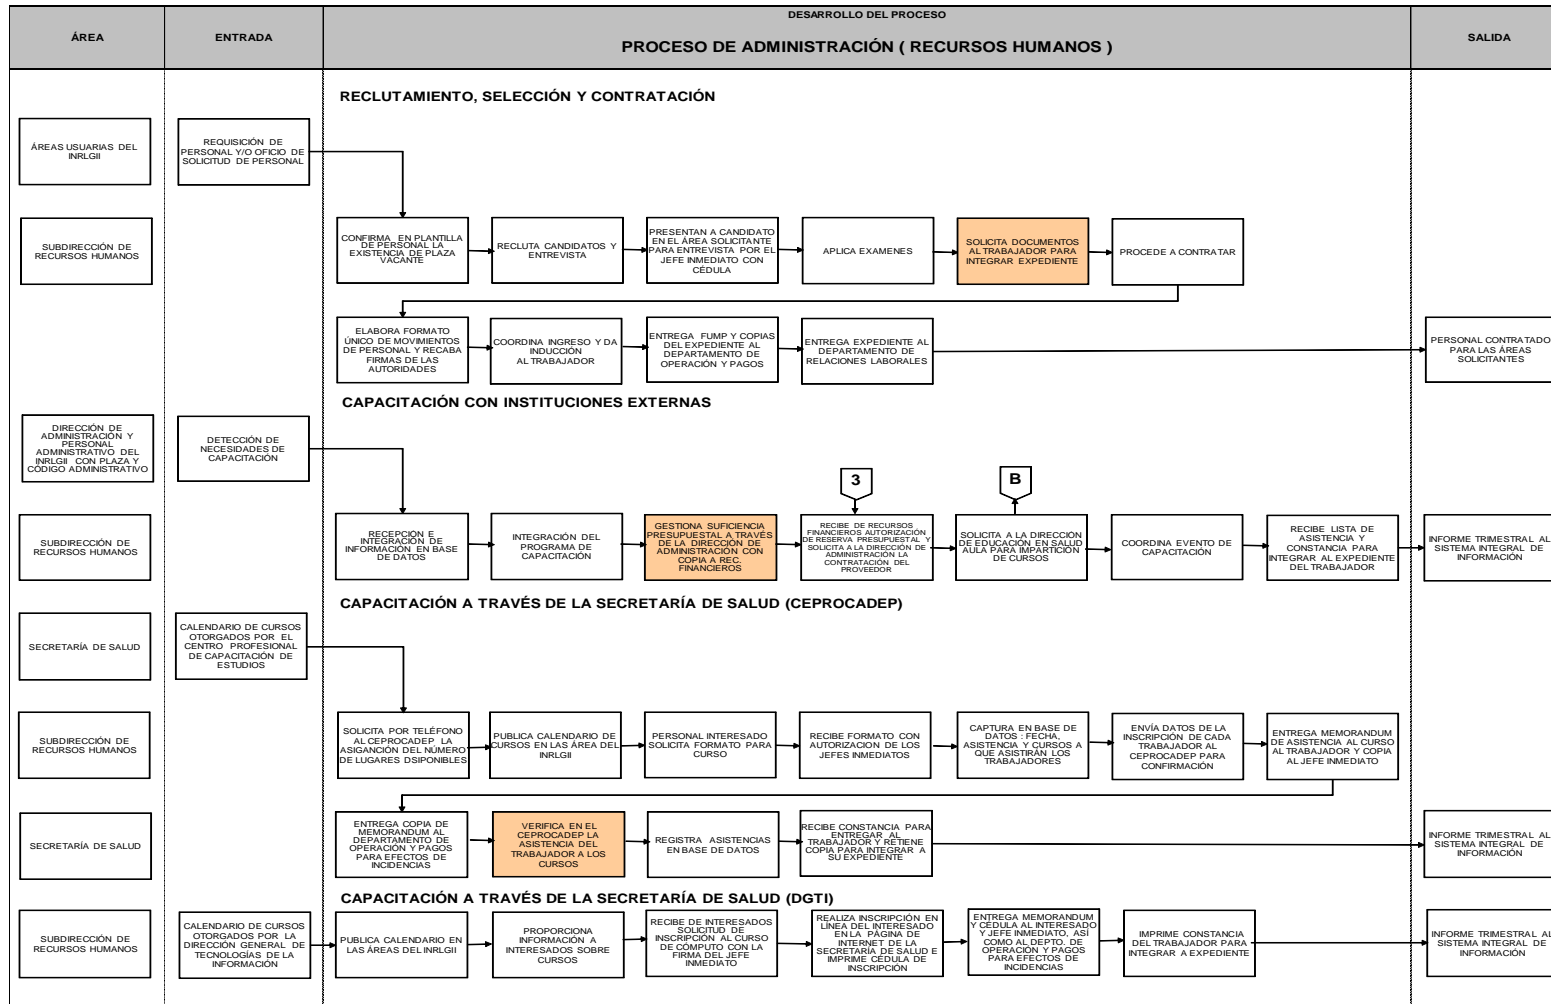 DESARROLLO DEL PROCESO
ÁREA
ENTRADA
PROCESO DE ADMINISTRACIÓN ( RECURSOS HUMANOS )
SALIDA
RECLUTAMIENTO, SELECCIÓN Y CONTRATACIÓN
ÁREAS USUARIAS DEL
INRLGII
REQUISICIÓN DE
PERSONAL Y/O OFICIO DE
SOLICITUD DE PERSONAL
SUBDIRECCIÓN DE
RECURSOS HUMANOS
CONFIRMA EN PLANTILLA
DE PERSONAL LA
EXISTENCIA DE PLAZA
VACANTE
RECLUTA CANDIDATOS Y
ENTREVISTA
PRESENTAN A CANDIDATO
EN EL ÁREA SOLICITANTE
PARA ENTREVISTA POR EL
JEFE INMEDIATO CON
CÉDULA
APLICA EXAMENES
SOLICITA DOCUMENTOS
AL TRABAJADOR PARA
INTEGRAR EXPEDIENTE
PROCEDE A CONTRATAR
ELABORA FORMATO
ÚNICO DE MOVIMIENTOS
DE PERSONAL Y RECABA
FIRMAS DE LAS
AUTORIDADES
COORDINA INGRESO Y DA
INDUCCIÓN
AL TRABAJADOR
ENTREGA FUMP Y COPIAS
DEL EXPEDIENTE AL
DEPARTAMENTO DE
OPERACIÓN Y PAGOS
ENTREGA EXPEDIENTE AL
DEPARTAMENTO DE
RELACIONES LABORALES
PERSONAL CONTRATADO
PARA LAS ÁREAS
SOLICITANTES
CAPACITACIÓN CON INSTITUCIONES EXTERNAS
DIRECCIÓN DE
ADMINISTRACIÓN Y
PERSONAL
ADMINISTRATIVO DEL
INRLGII CON PLAZA Y
CÓDIGO ADMINISTRATIVO
DETECCIÓN DE
NECESIDADES DE
CAPACITACIÓN
3
B
SUBDIRECCIÓN DE
RECURSOS HUMANOS
RECEPCIÓN E
INTEGRACIÓN DE
INFORMACIÓN EN BASE
DE DATOS
INTEGRACIÓN DEL
PROGRAMA DE
CAPACITACIÓN
GESTIONA SUFICIENCIA
PRESUPUESTAL A TRAVÉS
DE LA DIRECCIÓN DE
ADMINISTRACIÓN CON
COPIA A REC.
FINANCIEROS
RECIBE DE RECURSOS
FINANCIEROS AUTORIZACIÓN
DE RESERVA PRESUPUESTAL Y
SOLICITA A LA DIRECCIÓN DE
ADMINISTRACIÓN LA
CONTRATACIÓN DEL
PROVEEDOR
SOLICITA A LA DIRECCIÓN
DE EDUCACIÓN EN SALUD
AULA PARA IMPARTICIÓN
DE CURSOS
COORDINA EVENTO DE
CAPACITACIÓN
RECIBE LISTA DE
ASISTENCIA Y
CONSTANCIA PARA
INTEGRAR AL EXPEDIENTE
DEL TRABAJADOR
INFORME TRIMESTRAL AL
SISTEMA INTEGRAL DE
INFORMACIÓN
CAPACITACIÓN A TRAVÉS DE LA SECRETARÍA DE SALUD (CEPROCADEP)
SECRETARÍA DE SALUD
CALENDARIO DE CURSOS
OTORGADOS POR EL
CENTRO PROFESIONAL
DE CAPACITACIÓN DE
ESTUDIOS
SUBDIRECCIÓN DE
RECURSOS HUMANOS
SOLICITA POR TELÉFONO
AL CEPROCADEP LA
ASIGANCIÓN DEL NÚMERO
DE LUGARES DSIPONIBLES
PUBLICA CALENDARIO DE
CURSOS EN LAS ÁREA DEL
INRLGII
PERSONAL INTERESADO
SOLICITA FORMATO PARA
CURSO
RECIBE FORMATO CON
AUTORIZACION DE LOS
JEFES INMEDIATOS
CAPTURA EN BASE DE
DATOS : FECHA,
ASISTENCIA Y CURSOS A
QUE ASISTIRÁN LOS
TRABAJADORES
ENVÍA DATOS DE LA
INSCRIPCIÓN DE CADA
TRABAJADOR AL
CEPROCADEP PARA
CONFIRMACIÓN
ENTREGA MEMORANDUM
DE ASISTENCIA AL CURSO
AL TRABAJADOR Y COPIA
AL JEFE INMEDIATO
SECRETARÍA DE SALUD
ENTREGA COPIA DE
MEMORANDUM AL
DEPARTAMENTO DE
OPERACIÓN Y PAGOS
PARA EFECTOS DE
INCIDENCIAS
VERIFICA EN EL
CEPROCADEP LA
ASISTENCIA DEL
TRABAJADOR A LOS
CURSOS
REGISTRA ASISTENCIAS
EN BASE DE DATOS
RECIBE CONSTANCIA PARA
ENTREGAR AL
TRABAJADOR Y RETIENE
COPIA PARA INTEGRAR A
SU EXPEDIENTE
INFORME TRIMESTRAL AL
SISTEMA INTEGRAL DE
INFORMACIÓN
CAPACITACIÓN A TRAVÉS DE LA SECRETARÍA DE SALUD (DGTI)
SUBDIRECCIÓN DE
RECURSOS HUMANOS
CALENDARIO DE CURSOS
OTORGADOS POR LA
DIRECCIÓN GENERAL DE
TECNOLOGÍAS DE LA
INFORMACIÓN
PUBLICA CALENDARIO EN
LAS ÁREAS DEL INRLGII
PROPORCIONA
INFORMACIÓN A
INTERESADOS SOBRE
CURSOS
RECIBE DE INTERESADOS
SOLICITUD DE
INSCRIPCIÓN AL CURSO
DE CÓMPUTO CON LA
FIRMA DEL JEFE
INMEDIATO
REALIZA INSCRIPCIÓN EN
LÍNEA DEL INTERESADO
EN LA PÁGINA DE
INTERNET DE LA
SECRETARÍA DE SALUD E
IMPRIME CÉDULA DE
INSCRIPCIÓN
ENTREGA MEMORANDUM
Y CÉDULA AL INTERESADO
Y JEFE INMEDIATO, ASÍ
COMO AL DEPTO. DE
OPERACIÓN Y PAGOS
PARA EFECTOS DE
INCIDENCIAS
IMPRIME CONSTANCIA
DEL TRABAJADOR PARA
INTEGRAR A EXPEDIENTE
INFORME TRIMESTRAL AL
SISTEMA INTEGRAL DE
INFORMACIÓN